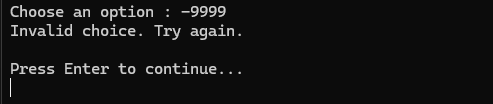 Choose an option : -9999
Invalid choice. Try again.
Press Enter to continue...